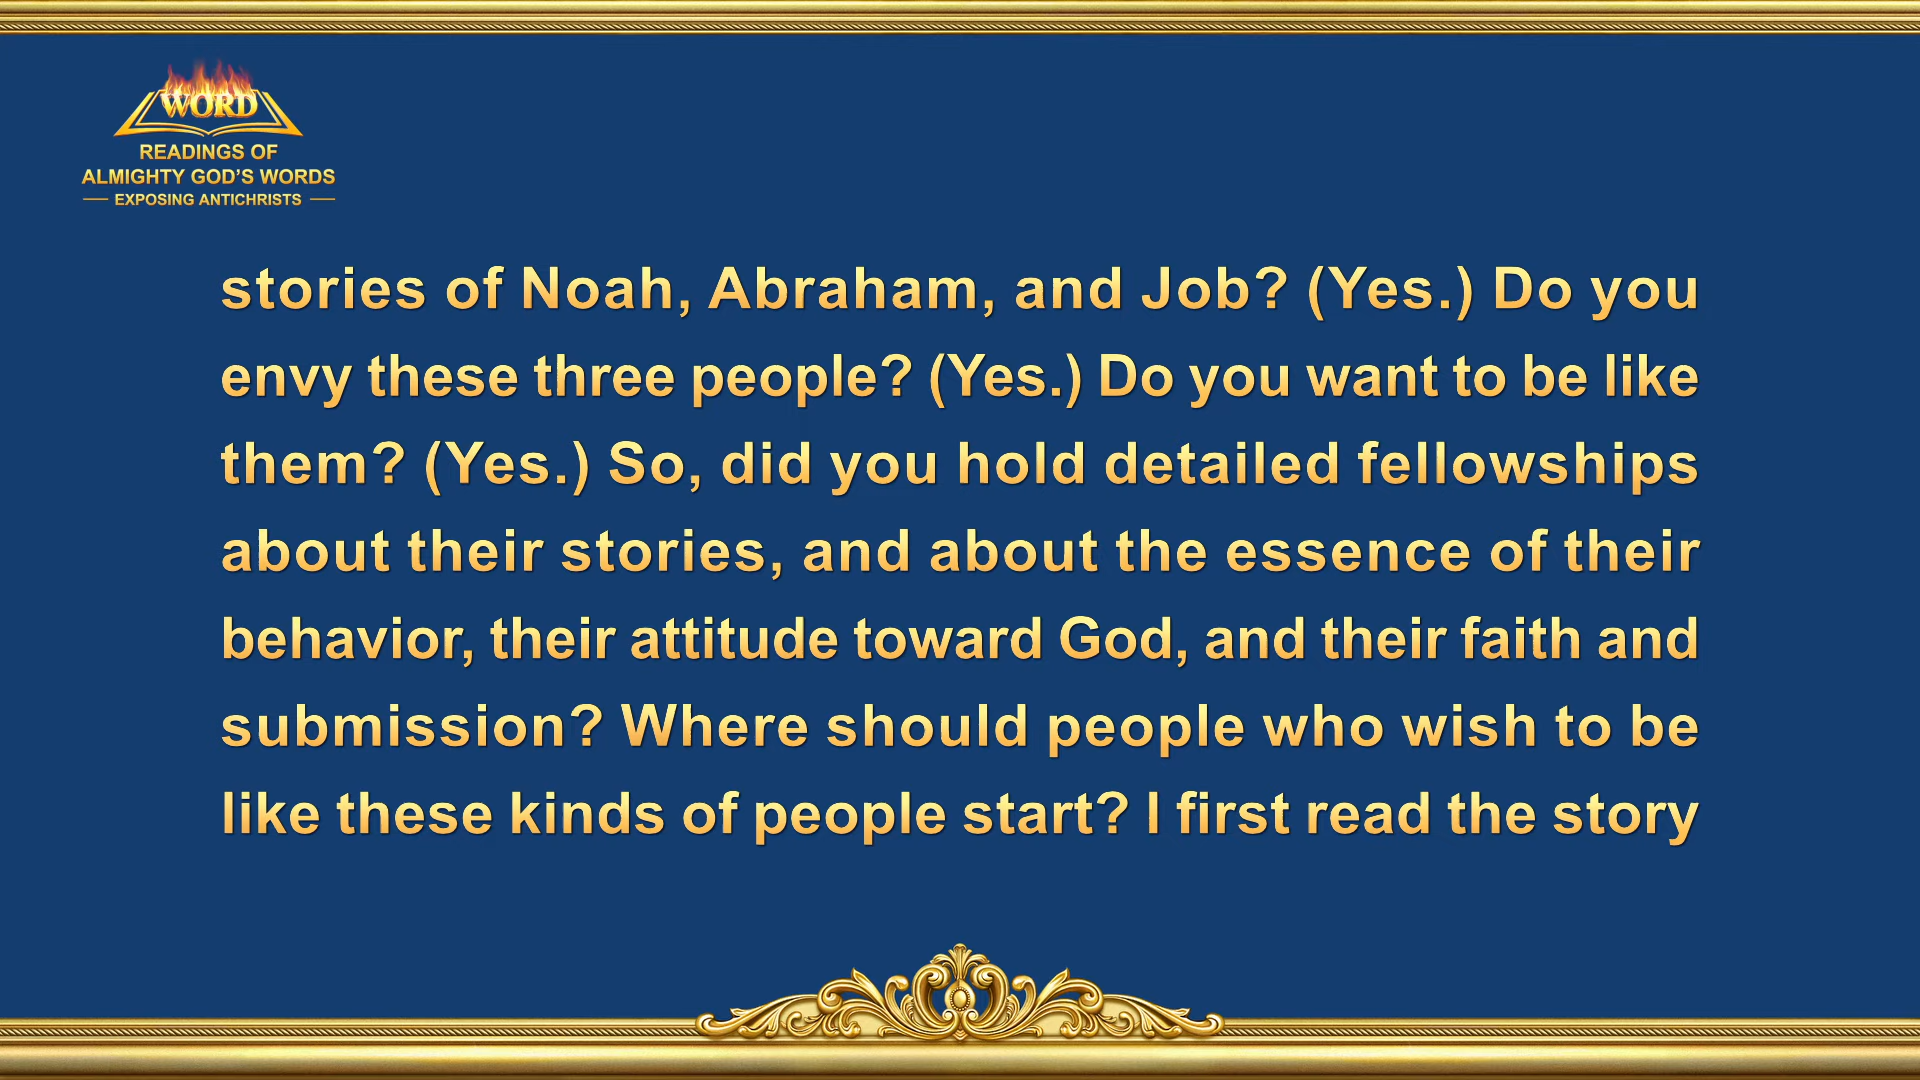 WORD
READINGS OF
ALMIGHTY GOD'S WORDS
EXPOSING ANTICHRISTS
stories of Noah, Abraham, and Job? (Yes.) Do you
envy these three people? (Yes.) Do you want to be like
them? (Yes.) So, did you hold detailed fellowships
about their stories, and about the essence of their
behavior, their attitude toward God, and their faith and
submission? Where should people who wish to be
like these kinds of people start? I first read the story